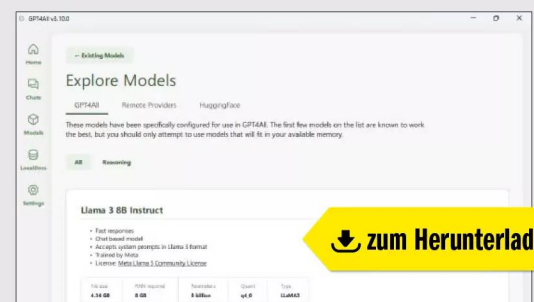 GPT4All v3.10.0
Home
Chats
Models
LocalDocs
Settings
← Existing Models
Explore Models
GPT4All Remote Providers HuggingFace
These models have been specifically configured for use in GPT4All. The first few models on the list are known to work
the best, but you should only attempt to use models that will fit in your available memory.
All Reasoning
Llama 3 8B Instruct
• Fast responses
• Chat based model
• Accepts system prompts in Llama 3 format
• Trained by Meta
• License: Meta Llama 3 Community License
File size RAM required Parameters Quant Type
4.34 GB 8 GB 8 billion q4_0 LLaMA3
zum Herunterlad